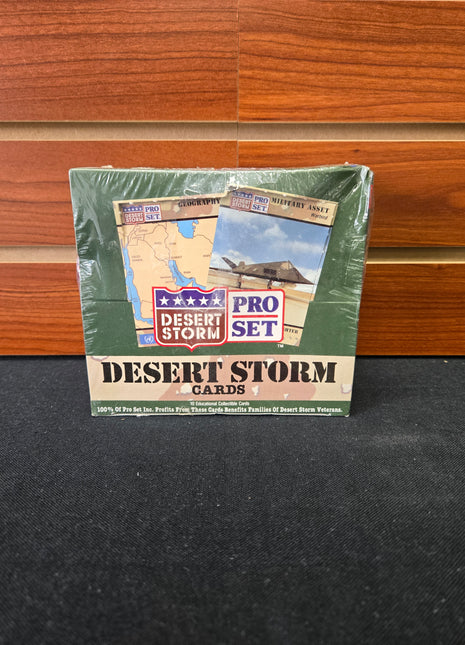 GEOGRAPHY
DESERT STORM
PRO SET
MILITARY ASSET
DESERT STORM
PRO SET
DESERT STORM
PRO SET
TM
DESERT STORM
CARDS
10 Educational Collectible Cards
100% Of Pro Set Inc. Profits From These Cards Benefits Families Of Desert Storm Veterans.